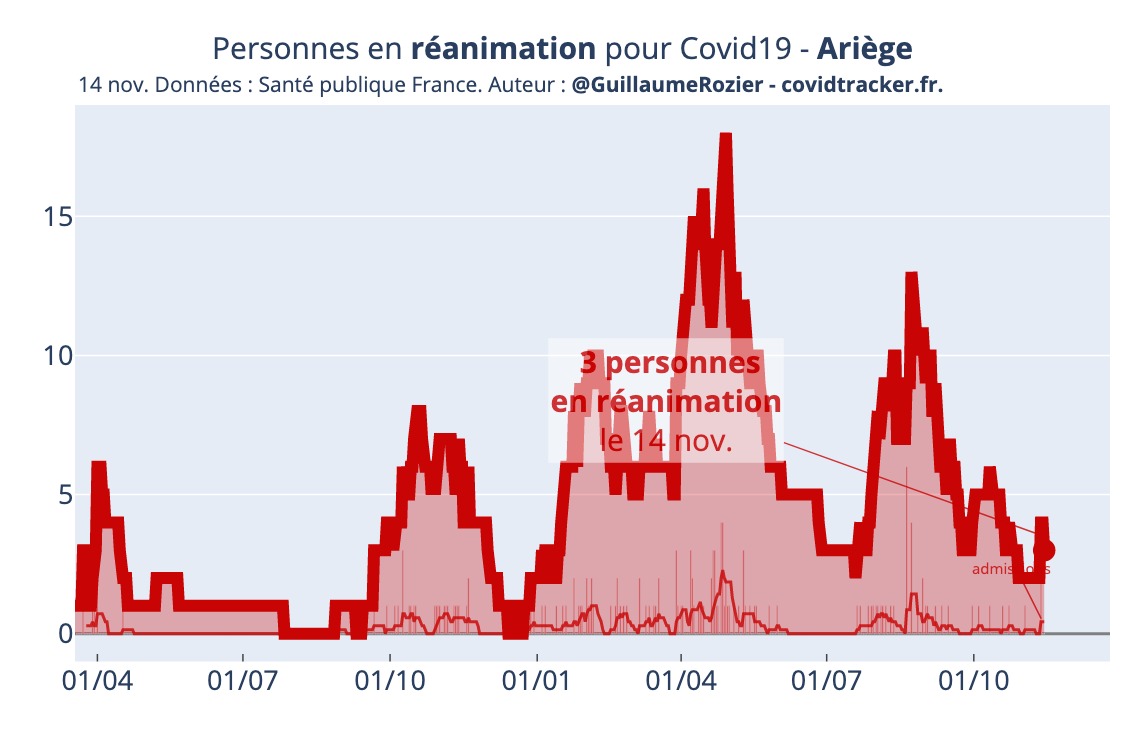 Personnes en réanimation pour Covid19 - Ariège
14 nov. Données : Santé publique France. Auteur : @GuillaumeRozier - covidtracker.fr.
15
10
5
0
3 personnes
en réanimation
le 14 nov.
admissions
01/04 01/07 01/10 01/01 01/04 01/07 01/10